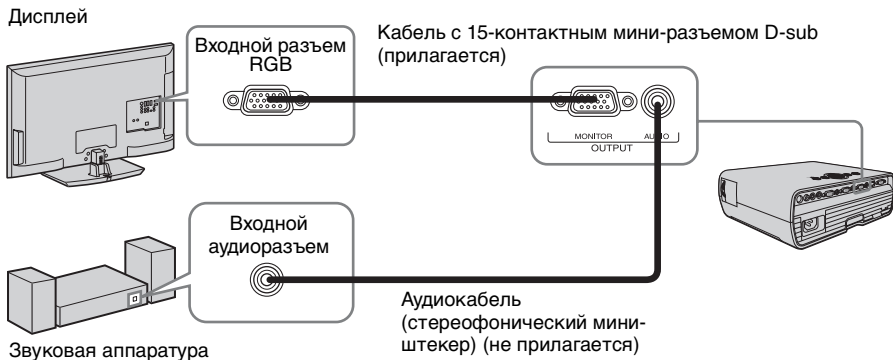 Дисплей
Входной разъем
RGB
Кабель с 15-контактным мини-разъемом D-sub
(прилагается)
MONITOR
AUDIO
OUTPUT
Входной
аудиоразъем
Аудиокабель
(стереофонический мини-
штекер) (не прилагается)
Звуковая аппаратура